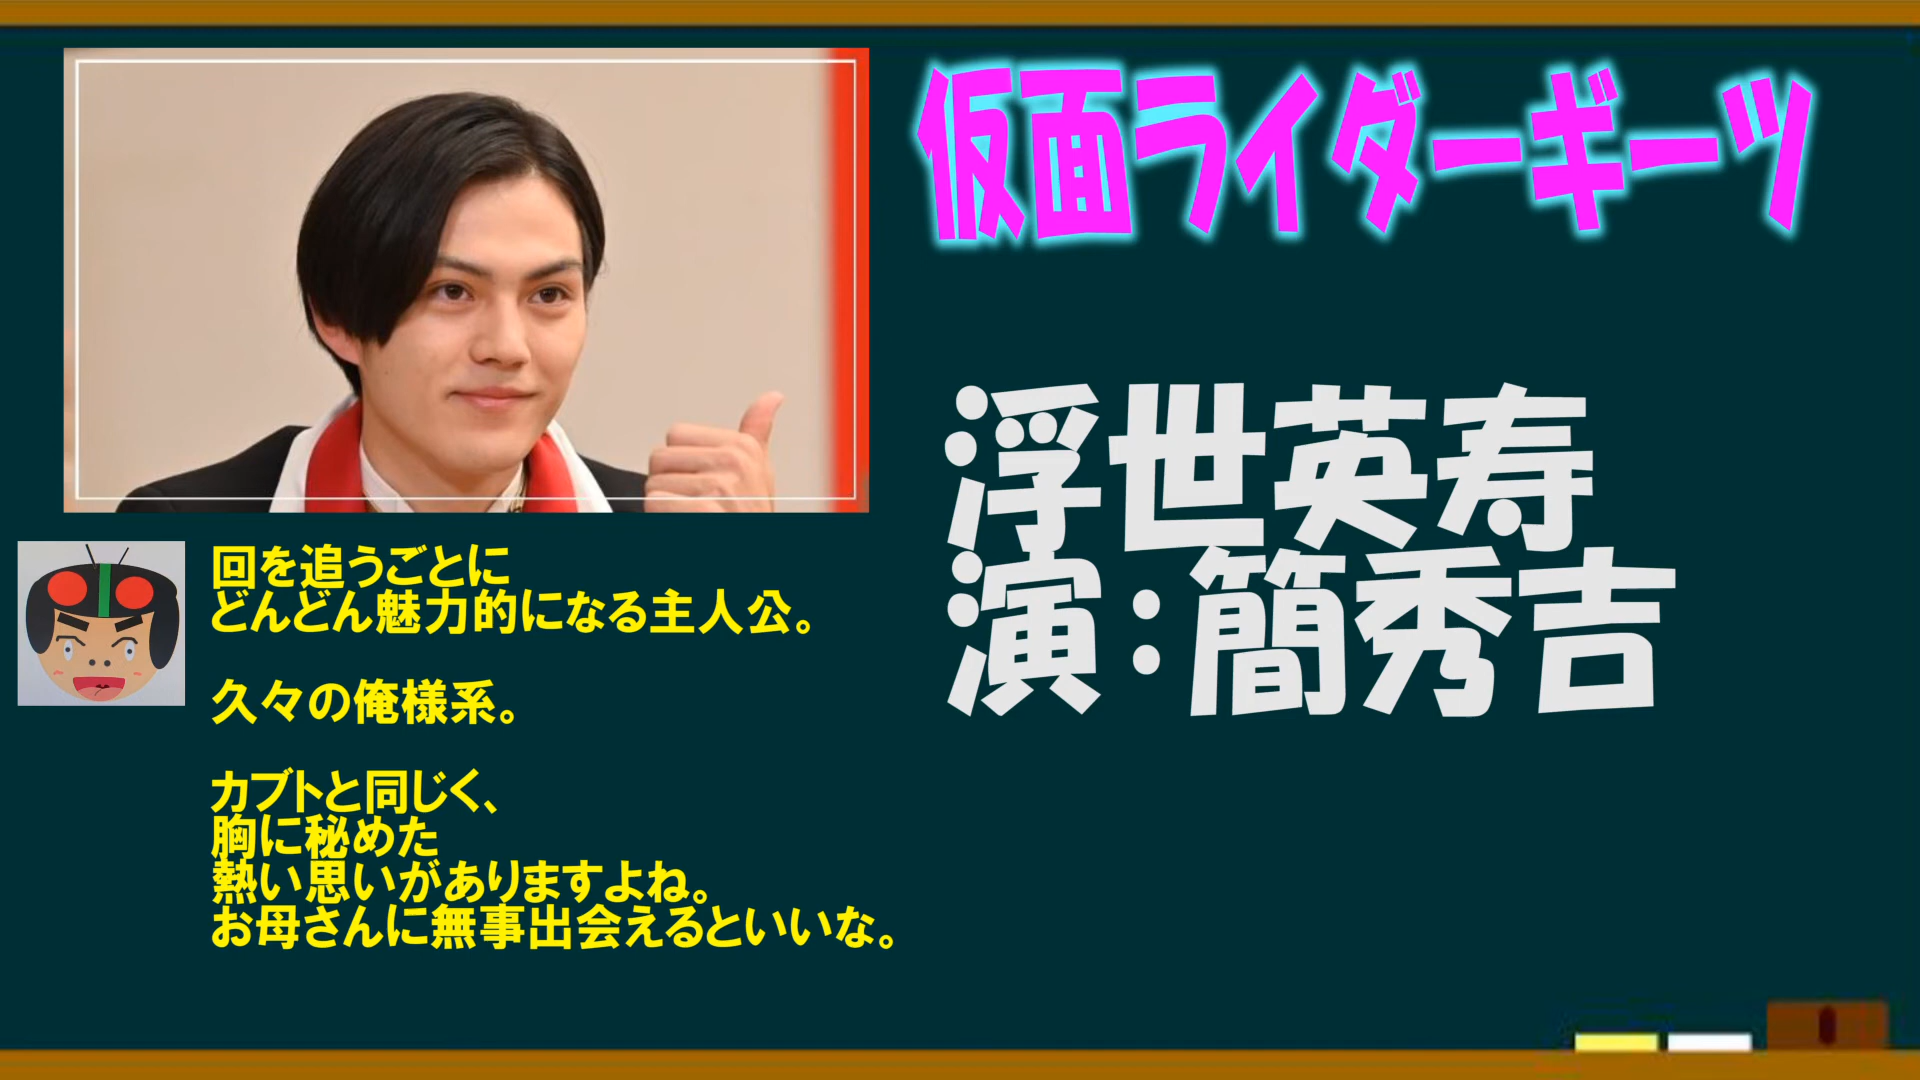 仮面ライダーギーツ
浮世英寿
演：簡秀吉
回を追うごとに
どんどん魅力的になる主人公。
久々の俺様系。
カブトと同じく、
胸に秘めた
熱い思いがありますよね。
お母さんに無事出会えるといいな。